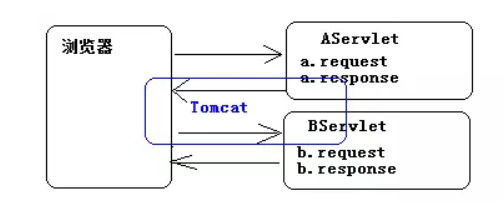 浏览器
AServlet
a.request
a.response
Tomcat
BServlet
b.request
b.response